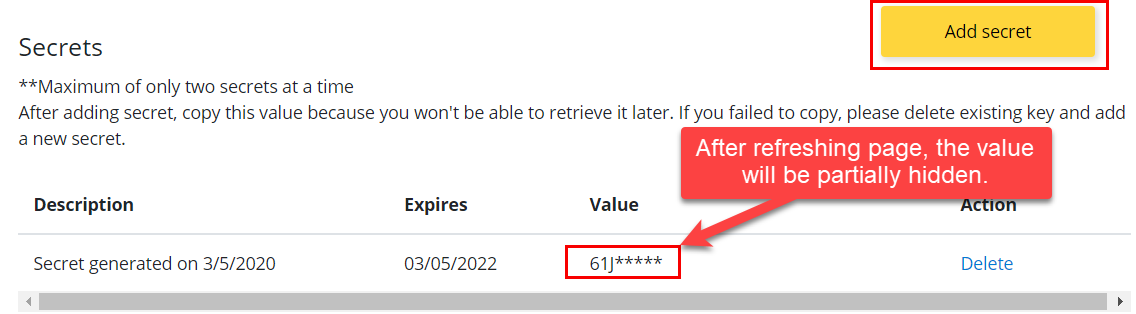 Add secret
Secrets
**Maximum of only two secrets at a time
After adding secret, copy this value because you won't be able to retrieve it later. If you failed to copy, please delete existing key and add
a new secret.
After refreshing page, the value
will be partially hidden.
Description Expires Value Action
Secret generated on 3/5/2020 03/05/2022 61J***** Delete